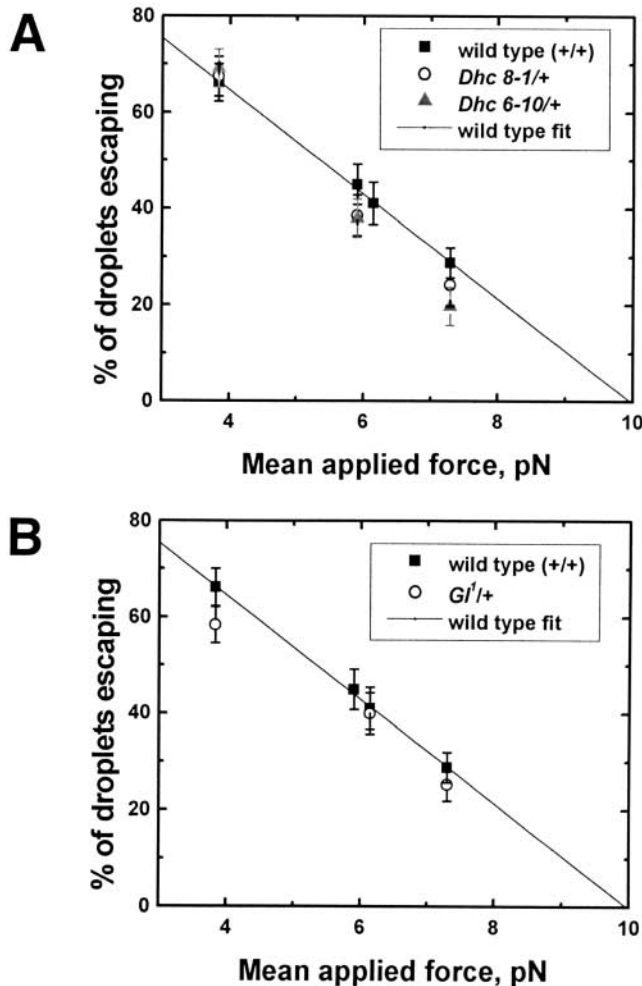 A
80
60
40
20
0
% of droplets escaping
wild type (+/+)
Dhc 8-1/+
Dhc 6-10/+
wild type fit
4 6 8 10
Mean applied force, pN
B
80
60
40
20
0
% of droplets escaping
wild type (+/+)
Gl¹/+
wild type fit
4 6 8 10
Mean applied force, pN